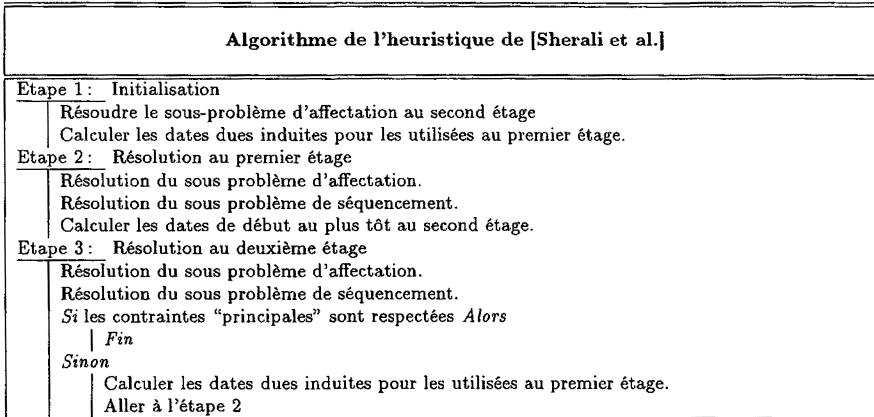 Algorithme de l'heuristique de [Sherali et al.]
Etape 1 : Initialisation
Résoudre le sous-problème d'affectation au second étage
Calculer les dates dues induites pour les utilisées au premier étage.
Etape 2 : Résolution au premier étage
Résolution du sous problème d'affectation.
Résolution du sous problème de séquencement.
Calculer les dates de début au plus tôt au second étage.
Etape 3 : Résolution au deuxième étage
Résolution du sous problème d'affectation.
Résolution du sous problème de séquencement.
Si les contraintes “principales” sont respectées Alors
Fin
Sinon
Calculer les dates dues induites pour les utilisées au premier étage.
Aller à l'étape 2